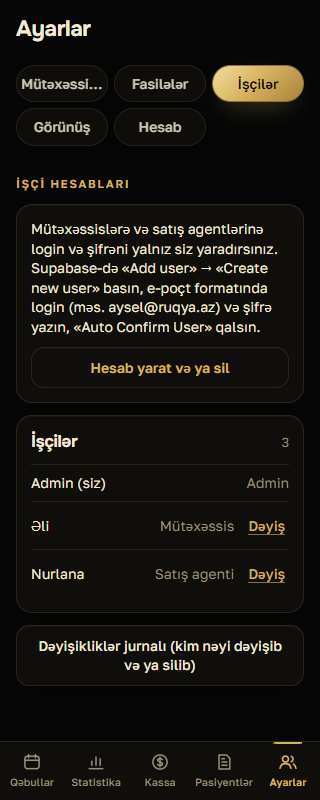 Ayarlar
Mütəxəssi...
Fasilələr
İşçilər
Görünüş
Hesab
İŞÇİ HESABLARI
Mütəxəssislərə və satış agentlərinə
login və şifrəni yalnız siz yaradırsınız.
Supabase-də «Add user» → «Create
new user» basın, e-poçt formatında
login (məs. aysel@ruqya.az) və şifrə
yazın, «Auto Confirm User» qalsın.
Hesab yarat və ya sil
İşçilər 3
Admin (siz) Admin
Əli Mütəxəssis Dəyiş
Nurlana Satış agenti Dəyiş
Dəyişikliklər jurnalı (kim nəyi dəyişib
və ya silib)
Qəbullar Statistika Kassa Pasiyentlər Ayarlar